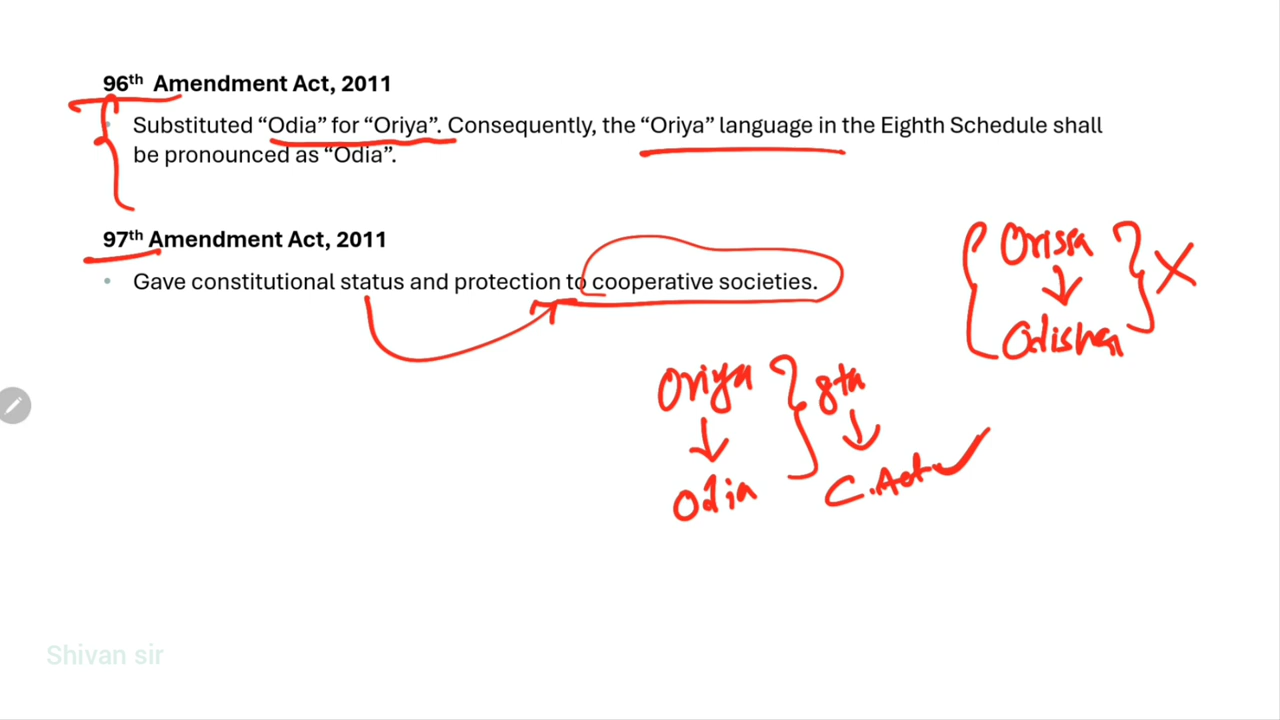 96th Amendment Act, 2011
• Substituted “Odia” for “Oriya”. Consequently, the “Oriya” language in the Eighth Schedule shall
be pronounced as “Odia”.
97th Amendment Act, 2011
• Gave constitutional status and protection to cooperative societies.
Orissa
Odisha
Oriya
Odia
8th
C. Act
Shivan sir